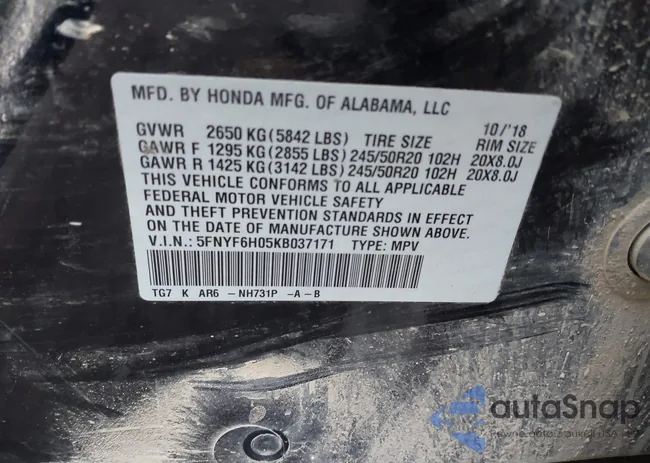 MFD. BY HONDA MFG. OF ALABAMA, LLC
10/'18
GVWR 2650 KG (5842 LBS) TIRE SIZE RIM SIZE
GAWR F 1295 KG (2855 LBS) 245/50R20 102H 20X8.0J
GAWR R 1425 KG (3142 LBS) 245/50R20 102H 20X8.0J
THIS VEHICLE CONFORMS TO ALL APPLICABLE
FEDERAL MOTOR VEHICLE SAFETY
AND THEFT PREVENTION STANDARDS IN EFFECT
ON THE DATE OF MANUFACTURE SHOWN ABOVE.
V.I.N.: 5FNYF6H05KB037171 TYPE: MPV
TG7 K AR6 -NH731P -A-B
autaSnap